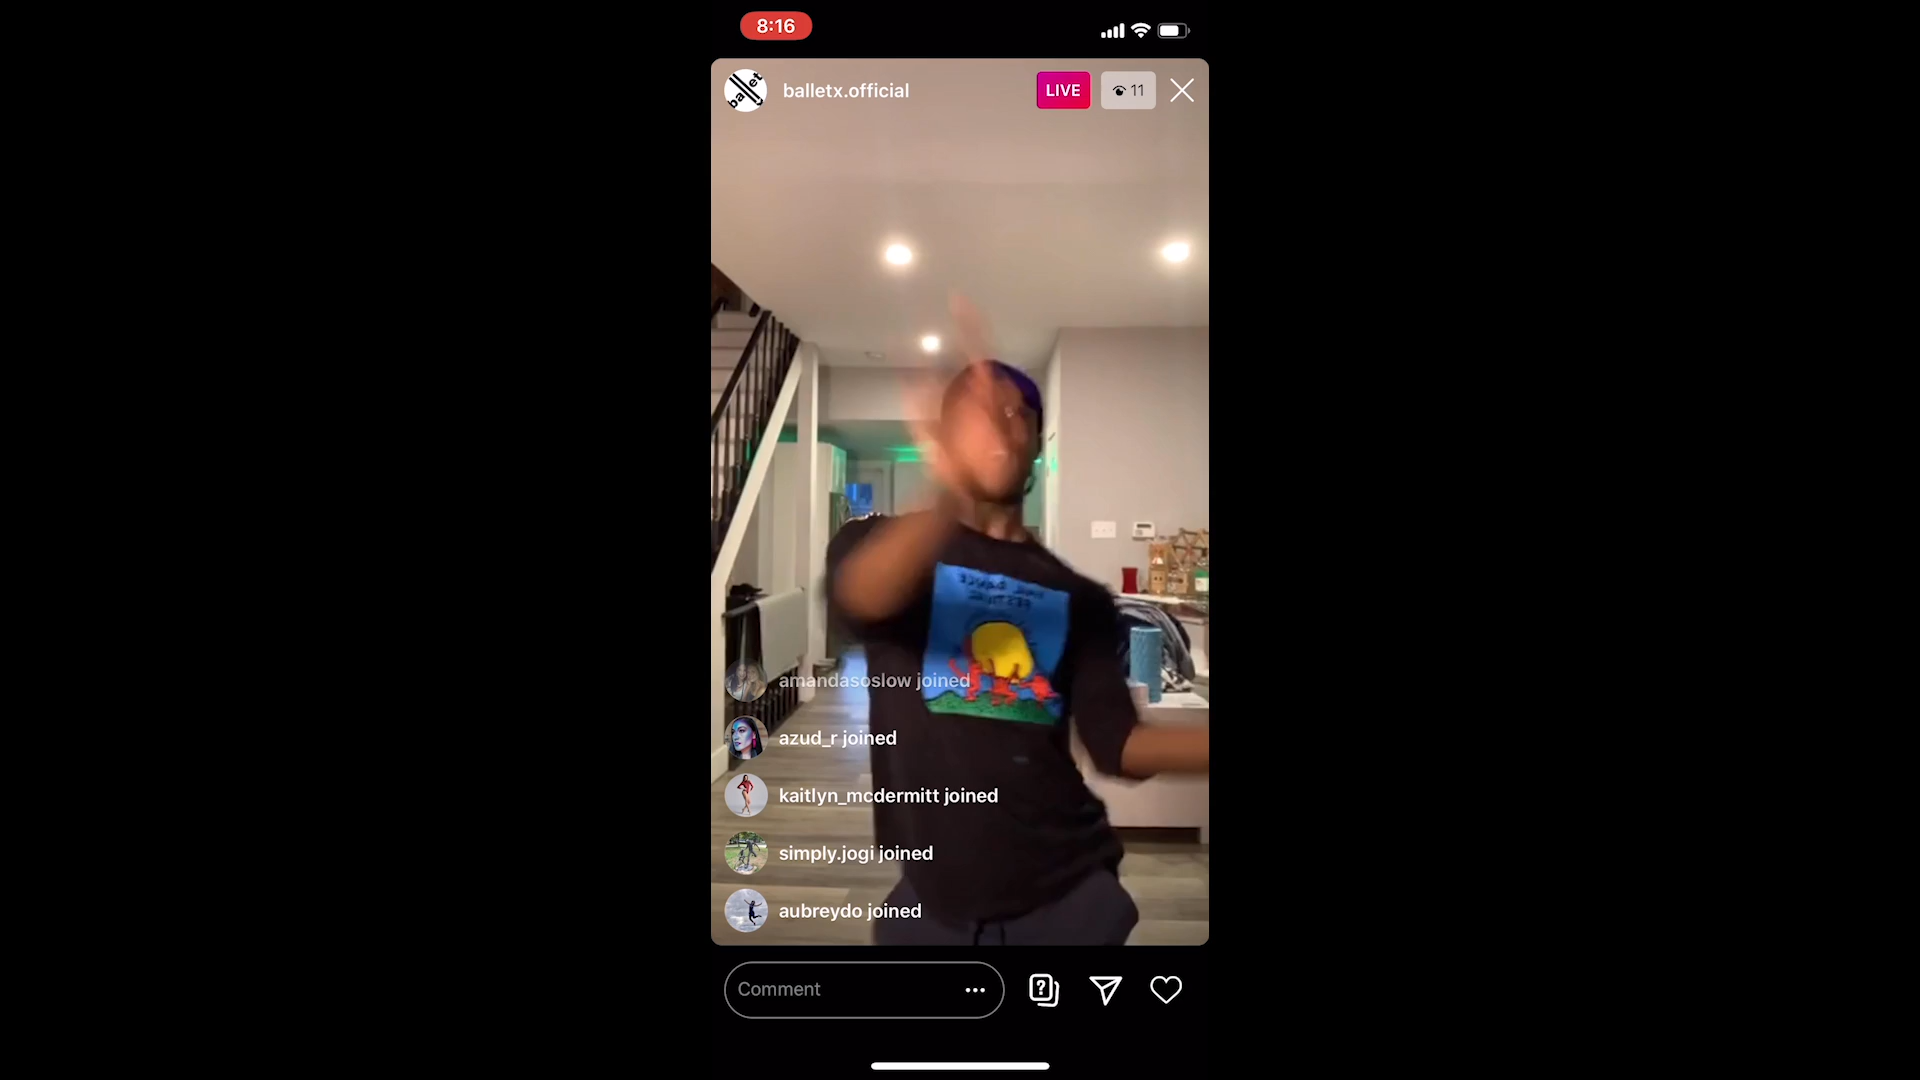 8:16
balletx.official
LIVE
11
amandasoslow joined
azud_r joined
kaitlyn_mcdermitt joined
simply.jogi joined
aubreydo joined
Comment